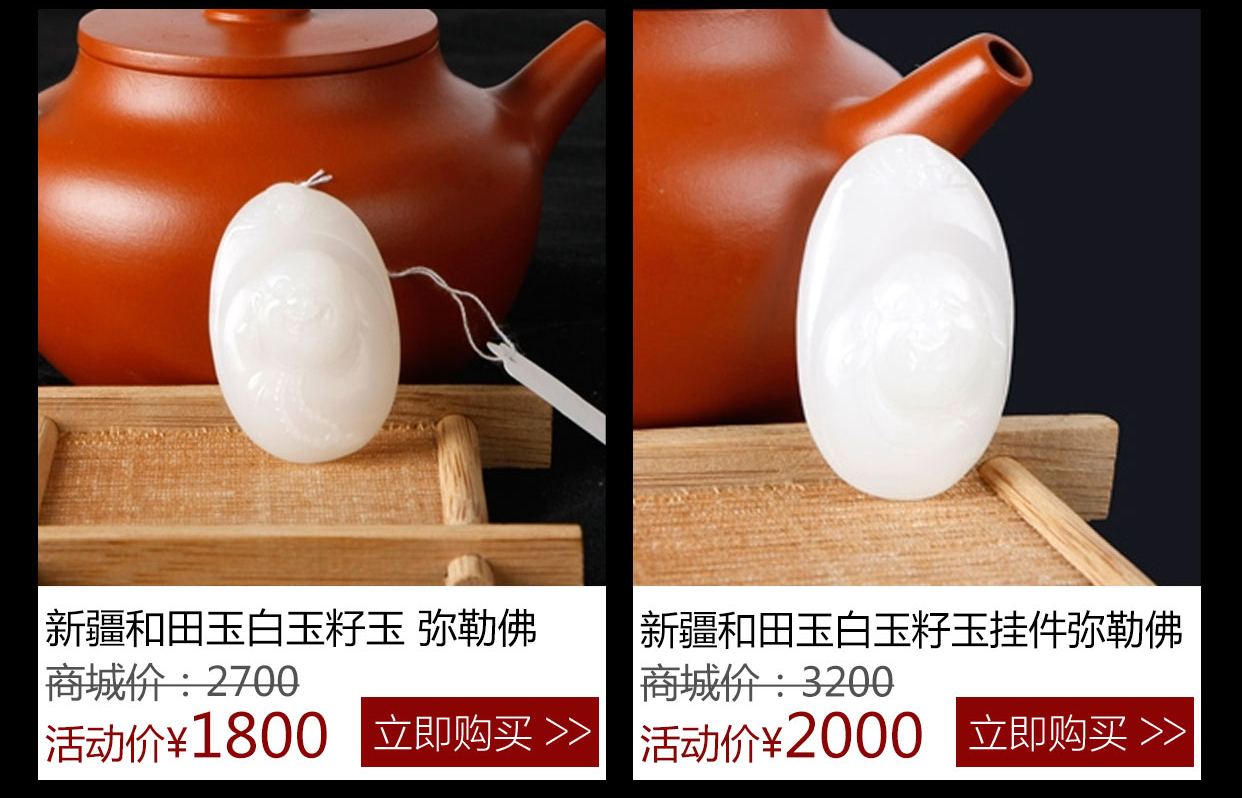 新疆和田玉白玉籽玉 弥勒佛
商城价：2700
活动价¥1800
立即购买 >>
新疆和田玉白玉籽玉挂件弥勒佛
商城价：3200
活动价¥2000
立即购买 >>